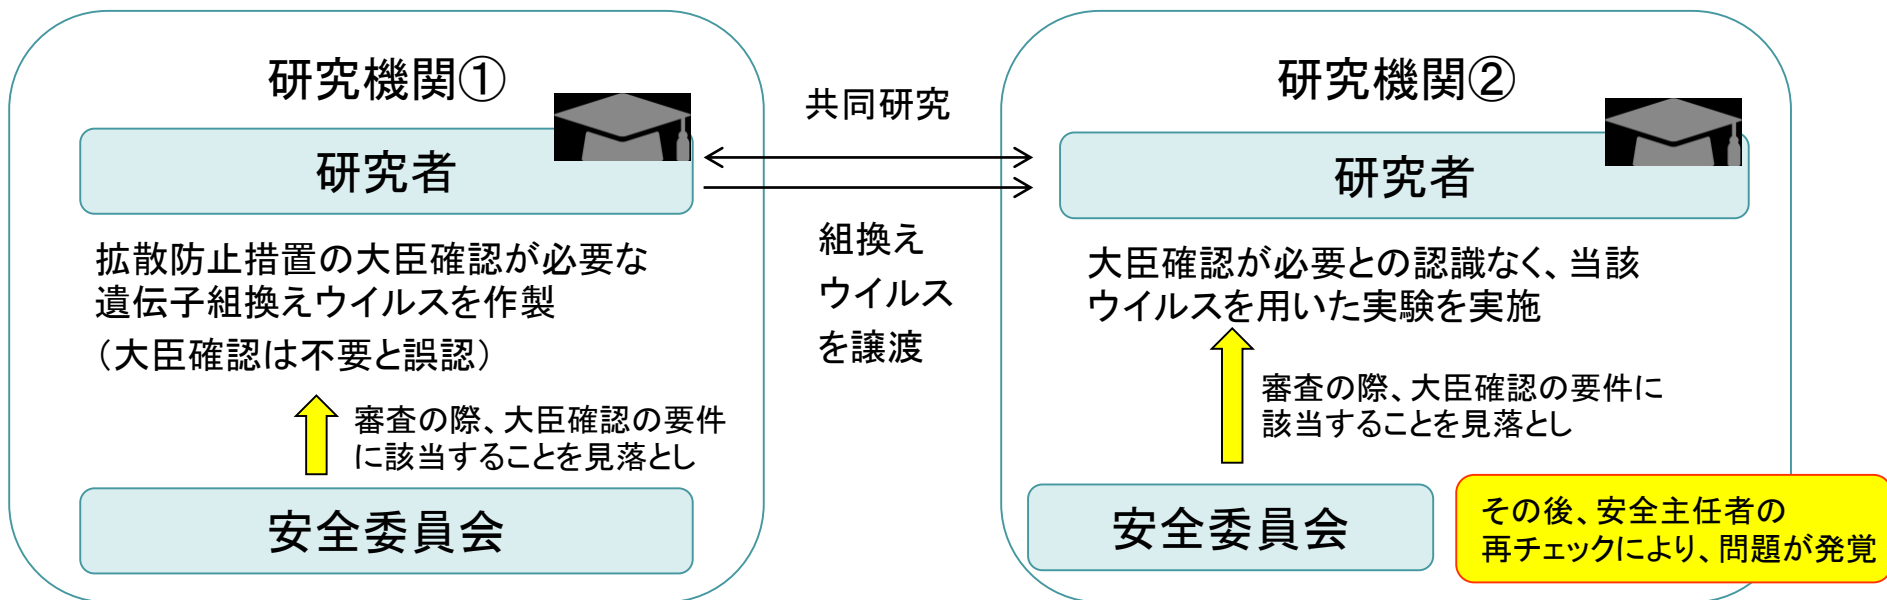 研究機関①
研究者
拡散防止措置の大臣確認が必要な
遺伝子組換えウイルスを作製
（大臣確認は不要と誤認）
審査の際、大臣確認の要件
に該当することを見落とし
安全委員会
共同研究
組換え
ウイルス
を譲渡
研究機関②
研究者
大臣確認が必要との認識なく、当該
ウイルスを用いた実験を実施
審査の際、大臣確認の要件に
該当することを見落とし
安全委員会
その後、安全主任者の
再チェックにより、問題が発覚